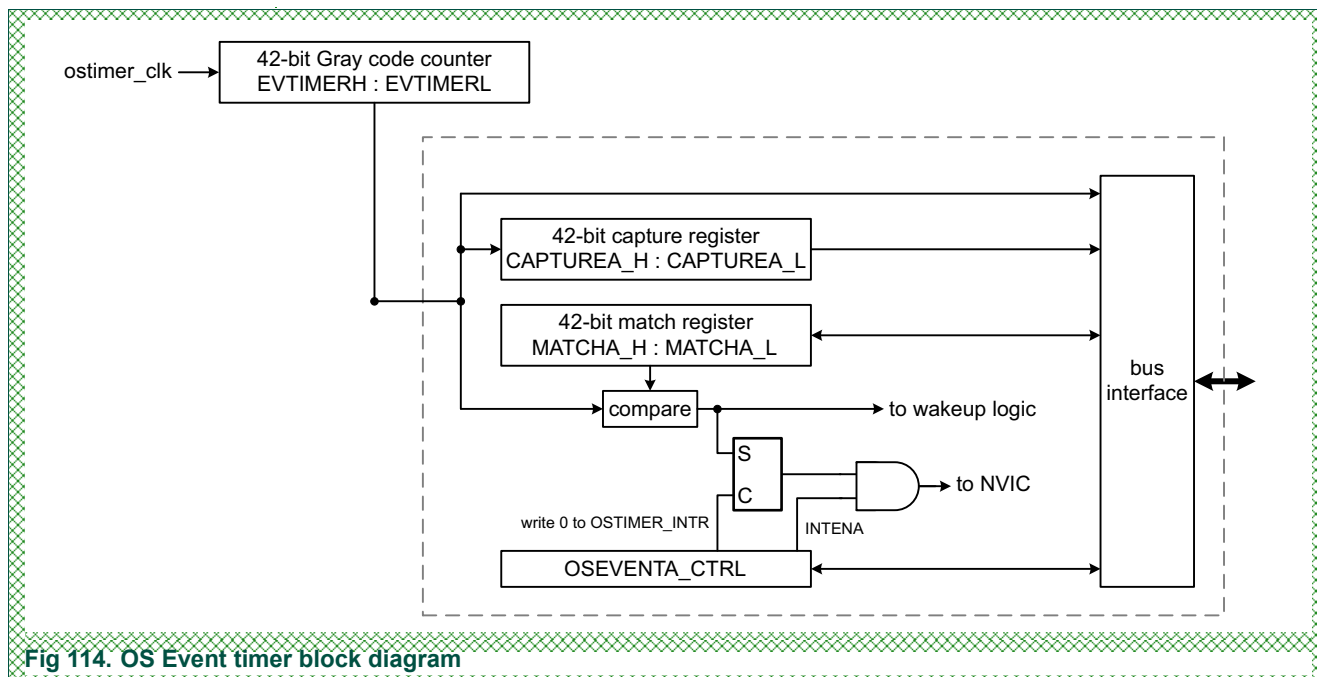 42-bit Gray code counter
EVTIMERH : EVTIMERL
ostimer_clk
42-bit capture register
CAPTUREA_H : CAPTUREA_L
42-bit match register
MATCHA_H : MATCHA_L
bus
interface
compare
to wakeup logic
S
C
to NVIC
write 0 to OSTIMER_INTR
INTENA
OSEVENTA_CTRL
Fig 114. OS Event timer block diagram